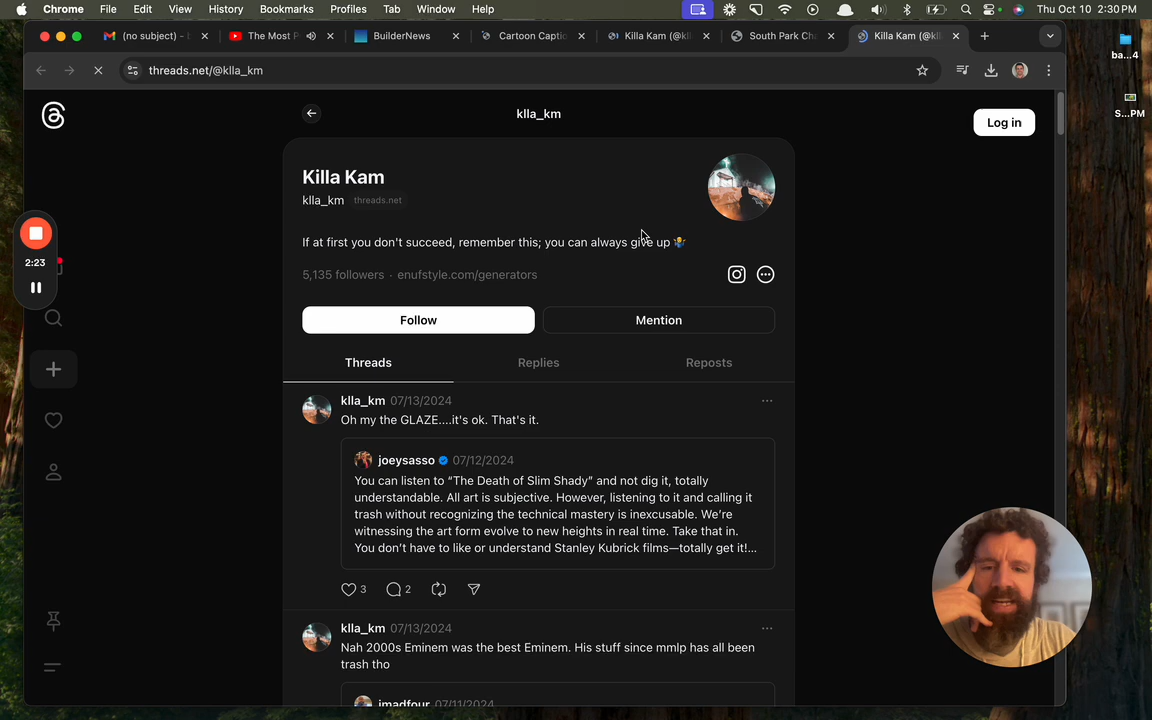 Chrome File Edit View History Bookmarks Profiles Tab Window Help Thu Oct 10 2:30 PM
(no subject) - The Most P BuilderNews Cartoon Captio Killa Kam (@kl South Park Cha Killa Kam (@kl
threads.net/@klla_km
ba...4
S...PM
klla_km
Log in
Killa Kam
klla_km threads.net
If at first you don't succeed, remember this; you can always give up 🤷‍♂️
2:23
5,135 followers · enufstyle.com/generators
Follow Mention
Threads Replies Reposts
klla_km 07/13/2024
Oh my the GLAZE....it's ok. That's it.
joeysasso 07/12/2024
You can listen to “The Death of Slim Shady” and not dig it, totally
understandable. All art is subjective. However, listening to it and calling it
trash without recognizing the technical mastery is inexcusable. We’re
witnessing the art form evolve to new heights in real time. Take that in.
You don’t have to like or understand Stanley Kubrick films—totally get it!...
3 2
klla_km 07/13/2024
Nah 2000s Eminem was the best Eminem. His stuff since mmlp has all been
trash tho
imadfour 07/11/2024